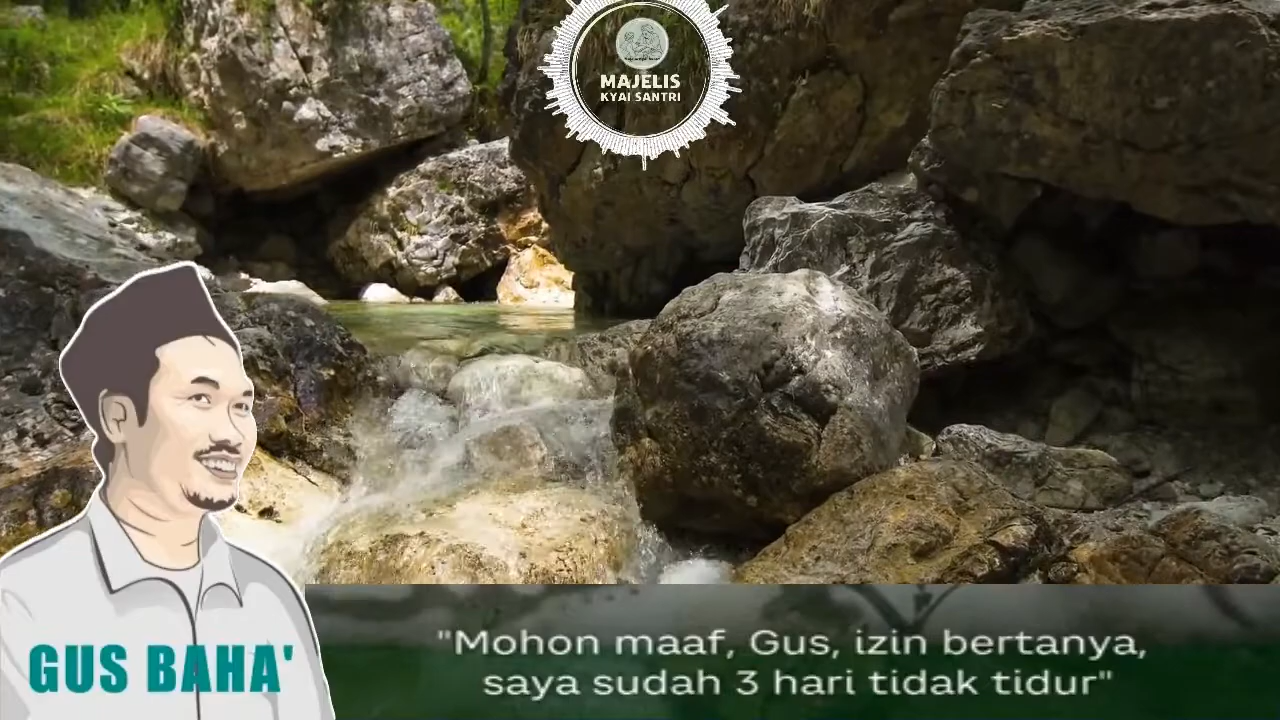 MAJELIS
KYAI SANTRI
GUS BAHA'
"Mohon maaf, Gus, izin bertanya,
saya sudah 3 hari tidak tidur"